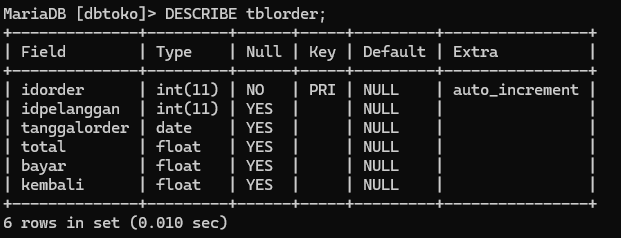 MariaDB [dbtoko]> DESCRIBE tblorder;
+--------------+---------+------+-----+---------+----------------+
| Field        | Type    | Null | Key | Default | Extra          |
+--------------+---------+------+-----+---------+----------------+
| idorder      | int(11) | NO   | PRI | NULL    | auto_increment |
| idpelanggan  | int(11) | YES  |     | NULL    |                |
| tanggalorder | date    | YES  |     | NULL    |                |
| total        | float   | YES  |     | NULL    |                |
| bayar        | float   | YES  |     | NULL    |                |
| kembali      | float   | YES  |     | NULL    |                |
+--------------+---------+------+-----+---------+----------------+
6 rows in set (0.010 sec)